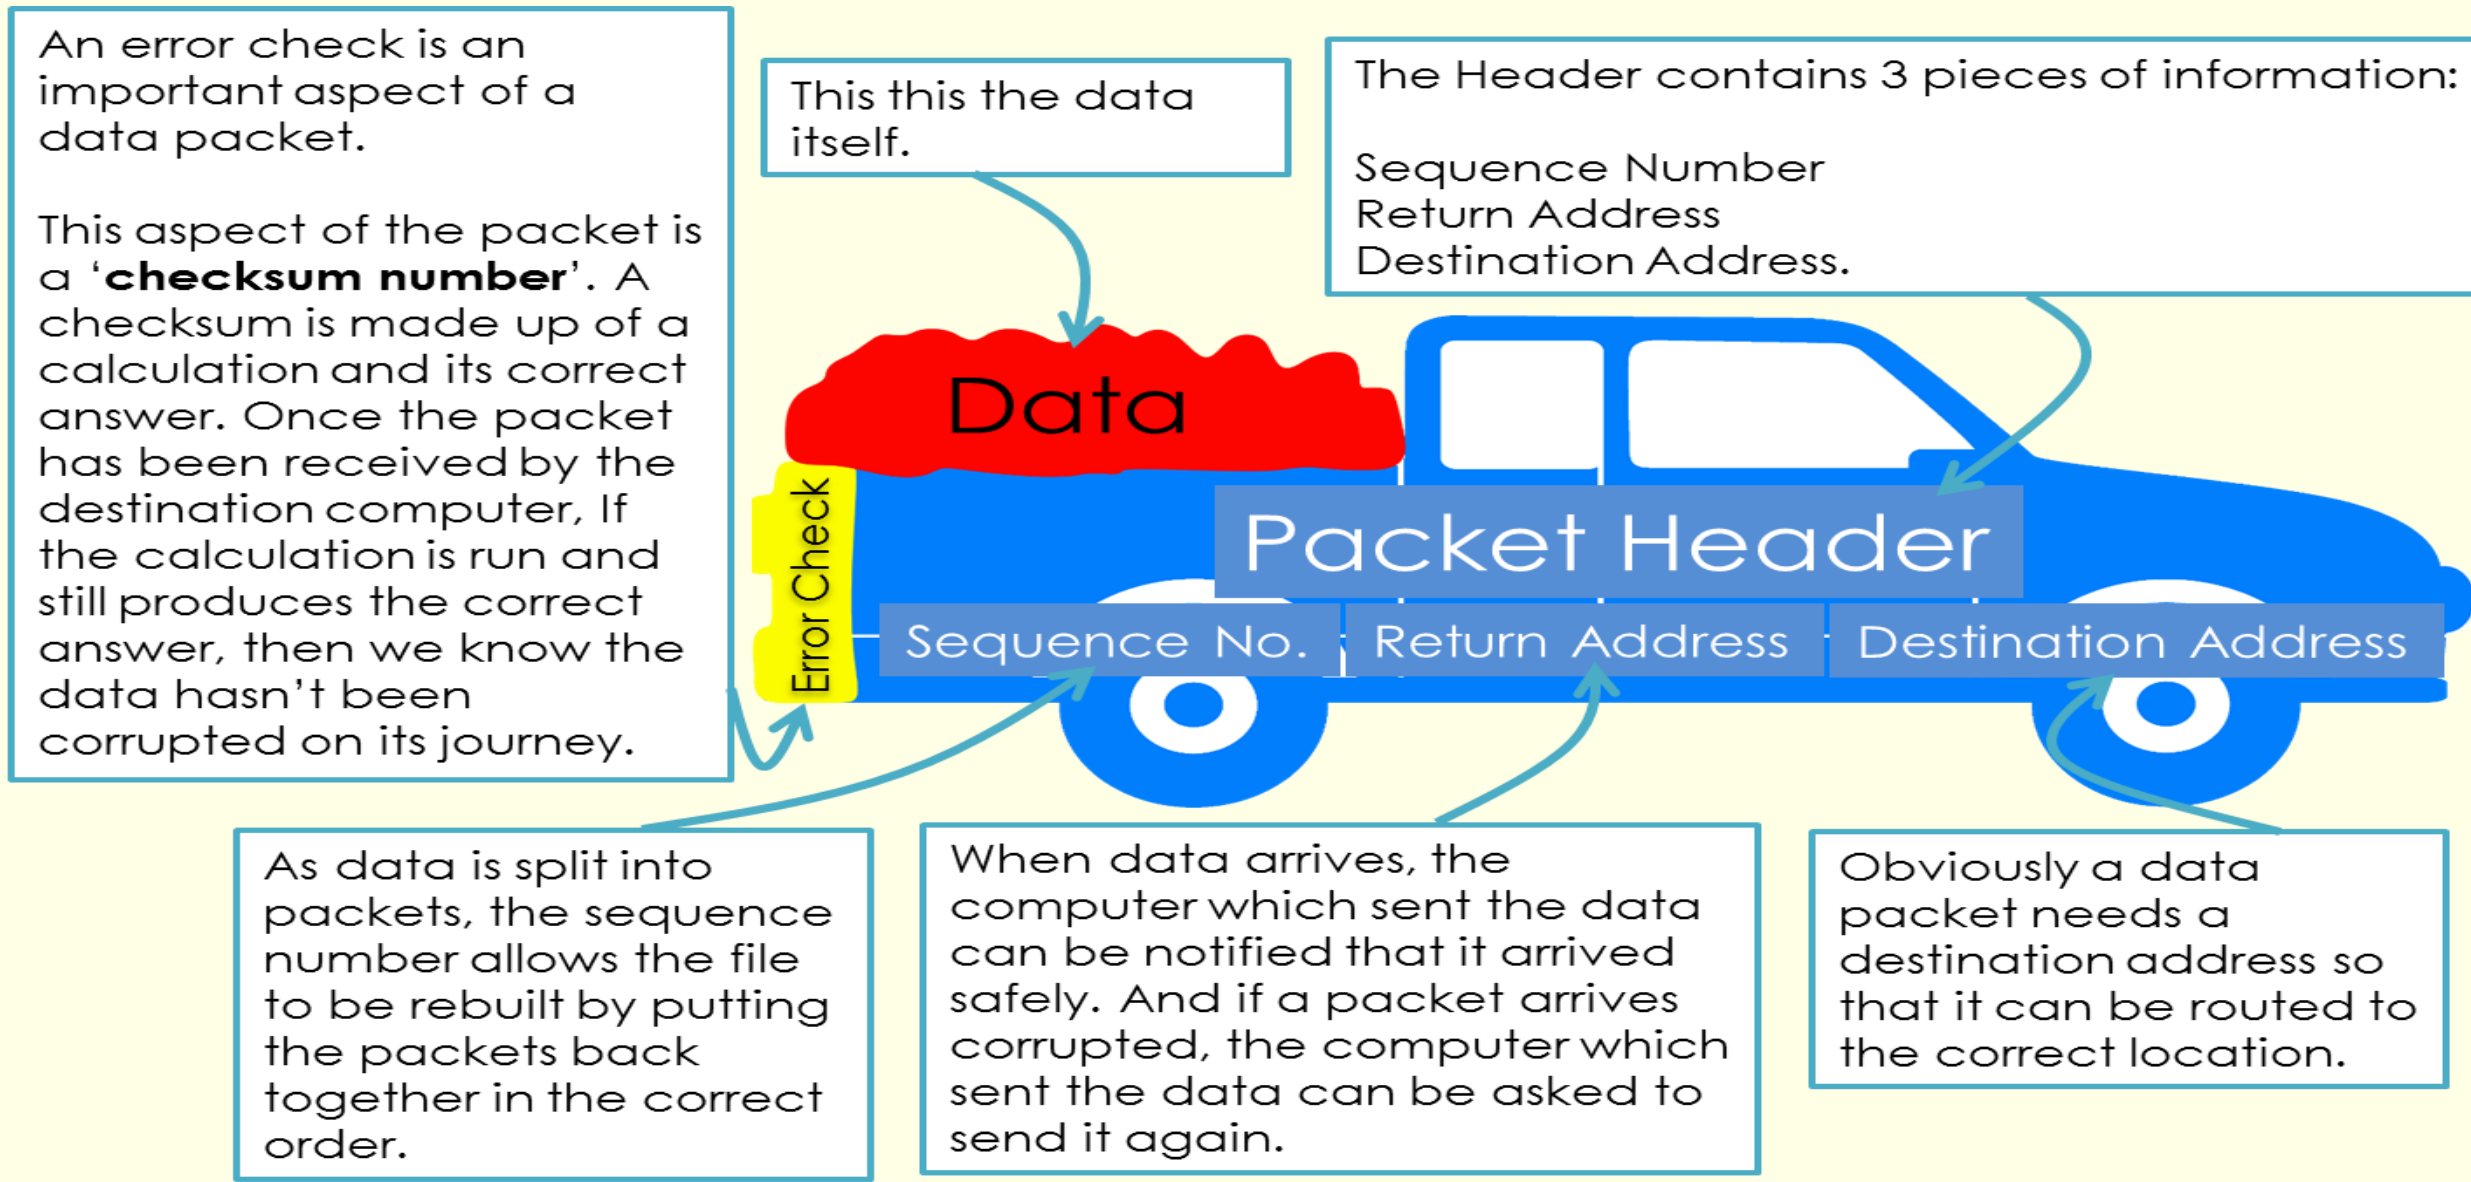 An error check is an
important aspect of a
data packet.
This aspect of the packet is
a ‘checksum number’. A
checksum is made up of a
calculation and its correct
answer. Once the packet
has been received by the
destination computer, If
the calculation is run and
still produces the correct
answer, then we know the
data hasn’t been
corrupted on its journey.
This this the data
itself.
The Header contains 3 pieces of information:
Sequence Number
Return Address
Destination Address.
Data
Error Check
Packet Header
Sequence No.
Return Address
Destination Address
As data is split into
packets, the sequence
number allows the file
to be rebuilt by putting
the packets back
together in the correct
order.
When data arrives, the
computer which sent the data
can be notified that it arrived
safely. And if a packet arrives
corrupted, the computer which
sent the data can be asked to
send it again.
Obviously a data
packet needs a
destination address so
that it can be routed to
the correct location.